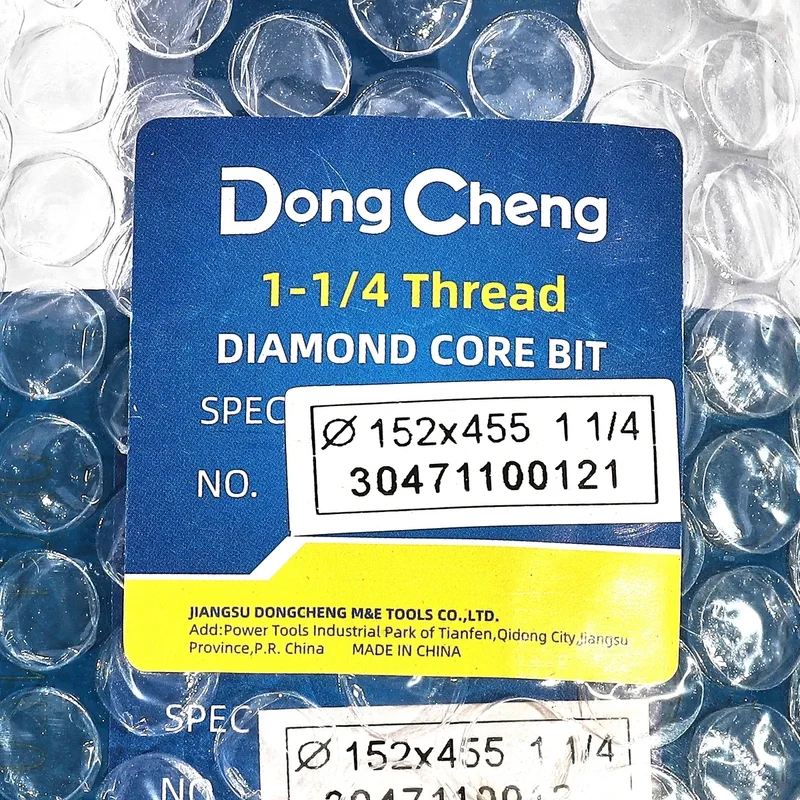 Dong Cheng
1-1/4 Thread
DIAMOND CORE BIT
SPEC Ø 152x455 1 1/4
NO. 30471100121
JIANGSU DONGCHENG M&E TOOLS CO.,LTD.
Add:Power Tools Industrial Park of Tianfen,Qidong City,Jiangsu
Province,P.R. China MADE IN CHINA
SPEC Ø 152x455 1 1/4
NO